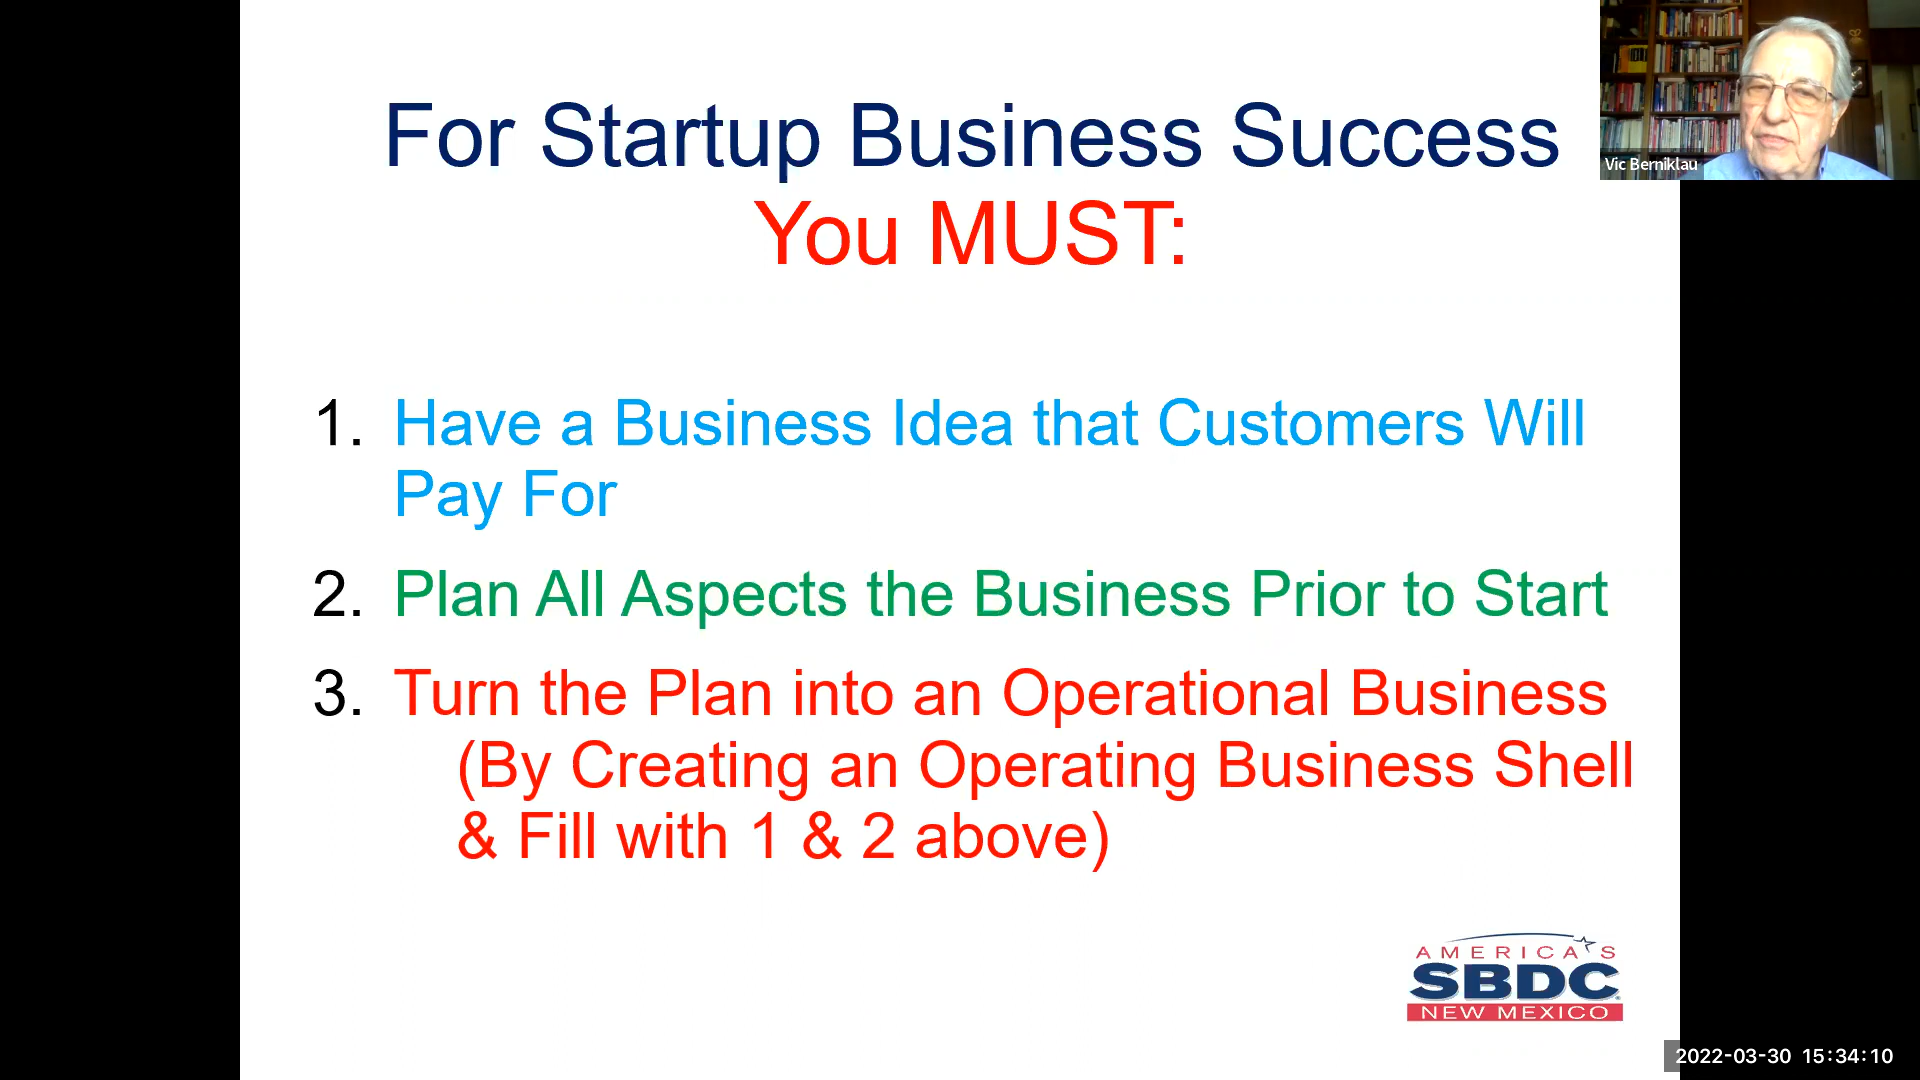 For Startup Business Success
You MUST:
1. Have a Business Idea that Customers Will
Pay For
2. Plan All Aspects the Business Prior to Start
3. Turn the Plan into an Operational Business
(By Creating an Operating Business Shell
& Fill with 1 & 2 above)
Vic Berniklau
AMERICA'S
SBDC
NEW MEXICO
2022-03-30 15:34:10